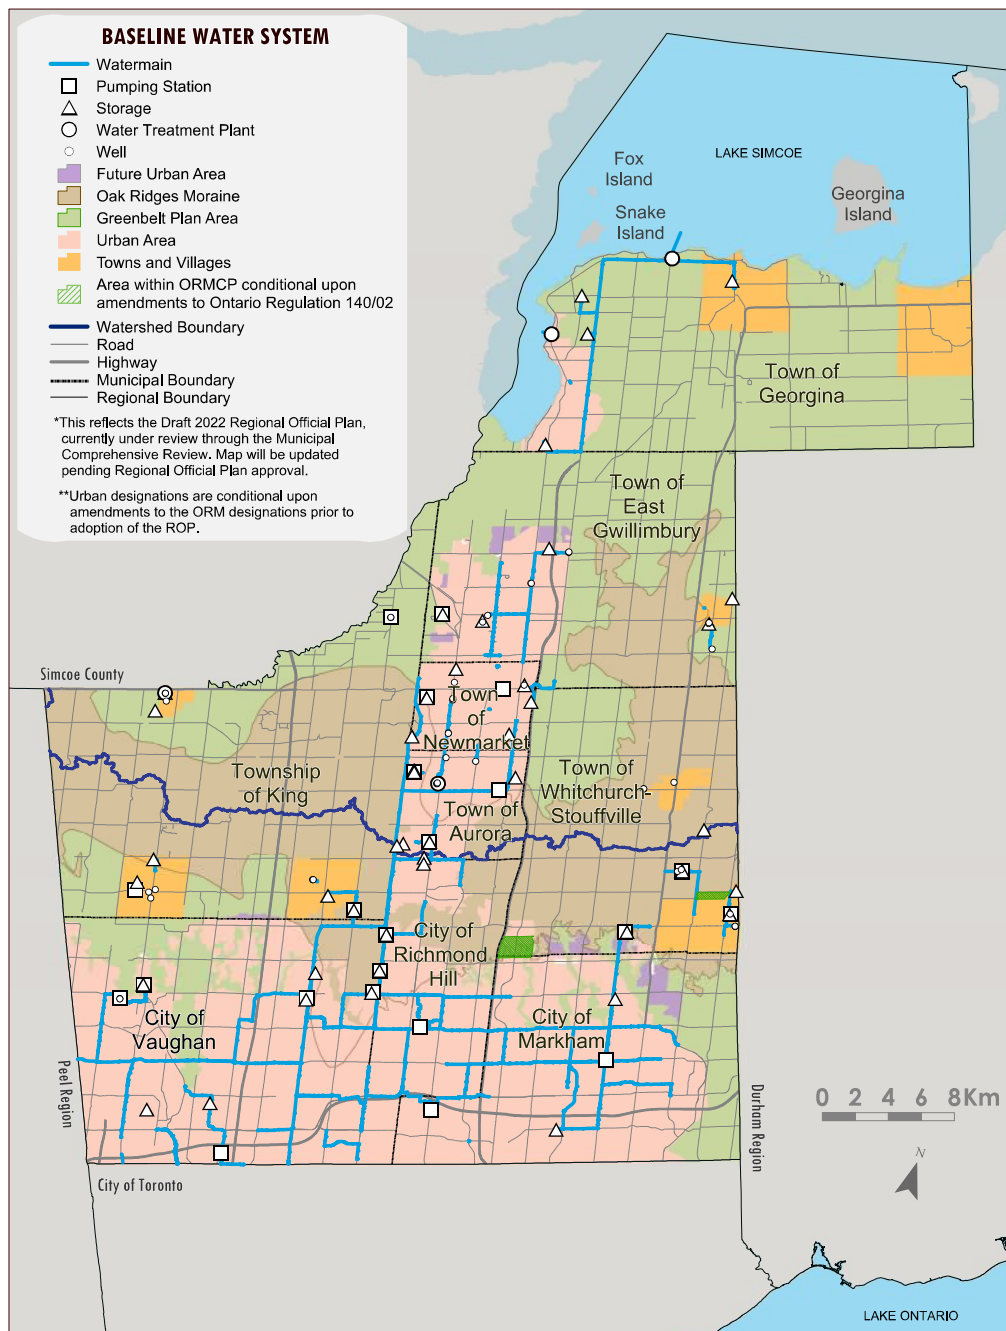 BASELINE WATER SYSTEM
Watermain
Pumping Station
Storage
Water Treatment Plant
Well
Future Urban Area
Oak Ridges Moraine
Greenbelt Plan Area
Urban Area
Towns and Villages
Area within ORMCP conditional upon
amendments to Ontario Regulation 140/02
Watershed Boundary
Road
Highway
Municipal Boundary
Regional Boundary
*This reflects the Draft 2022 Regional Official Plan,
currently under review through the Municipal
Comprehensive Review. Map will be updated
pending Regional Official Plan approval.
**Urban designations are conditional upon
amendments to the ORM designations prior to
adoption of the ROP.
LAKE SIMCOE
Fox
Island
Georgina
Island
Snake
Island
Town of
Georgina
Town of
East
Gwillimbury
Simcoe County
Town
of
Newmarket
Township
of King
Town of
Whitchurch-
Stouffville
Town of
Aurora
City of
Richmond
Hill
City of
Vaughan
City of
Markham
Peel Region
Durham Region
0 2 4 6 8Km
N
City of Toronto
LAKE ONTARIO